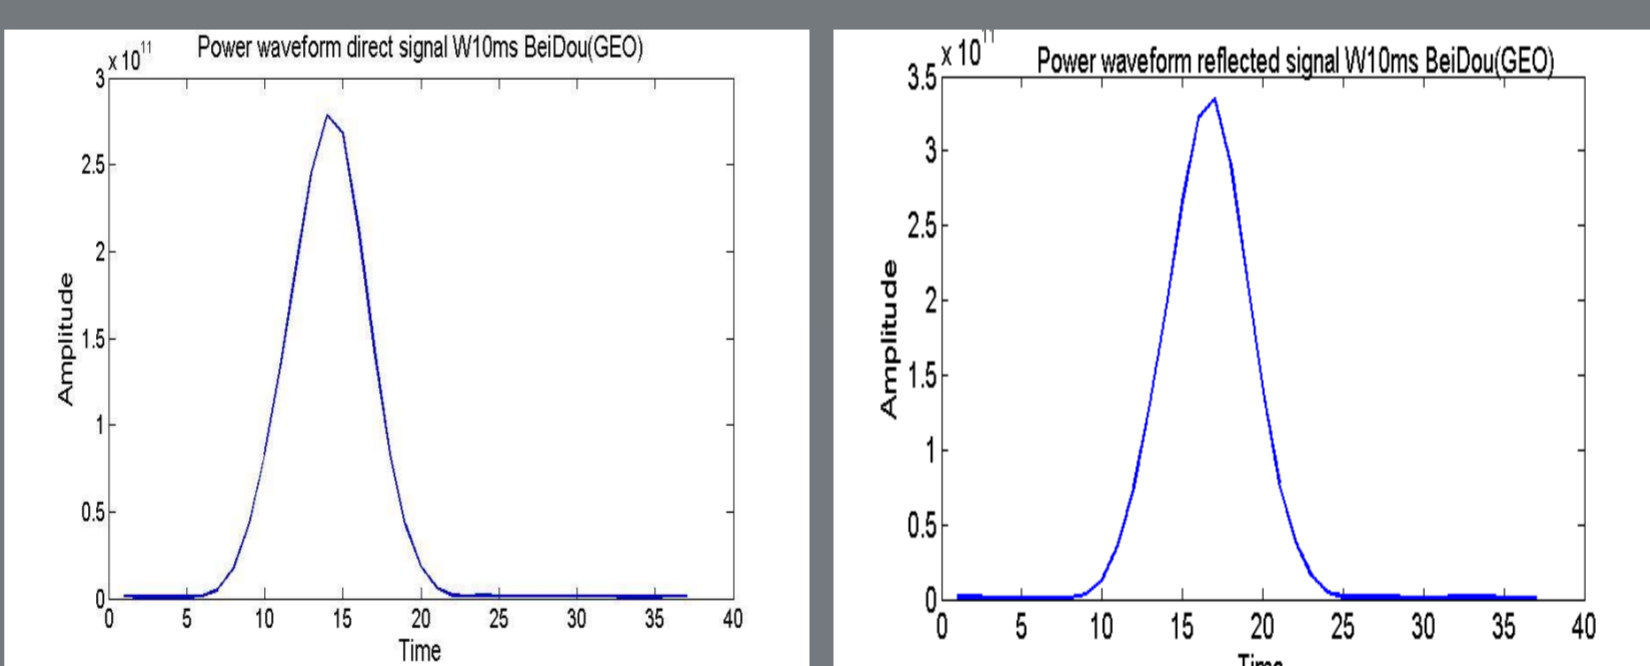 Power waveform direct signal W10ms BeiDou(GEO)
x 10^11
3
2.5
2
1.5
1
0.5
0
Amplitude
0 5 10 15 20 25 30 35 40
Time
Power waveform reflected signal W10ms BeiDou(GEO)
x 10^11
3.5
3
2.5
2
1.5
1
0.5
0
Amplitude
0 5 10 15 20 25 30 35 40
Time